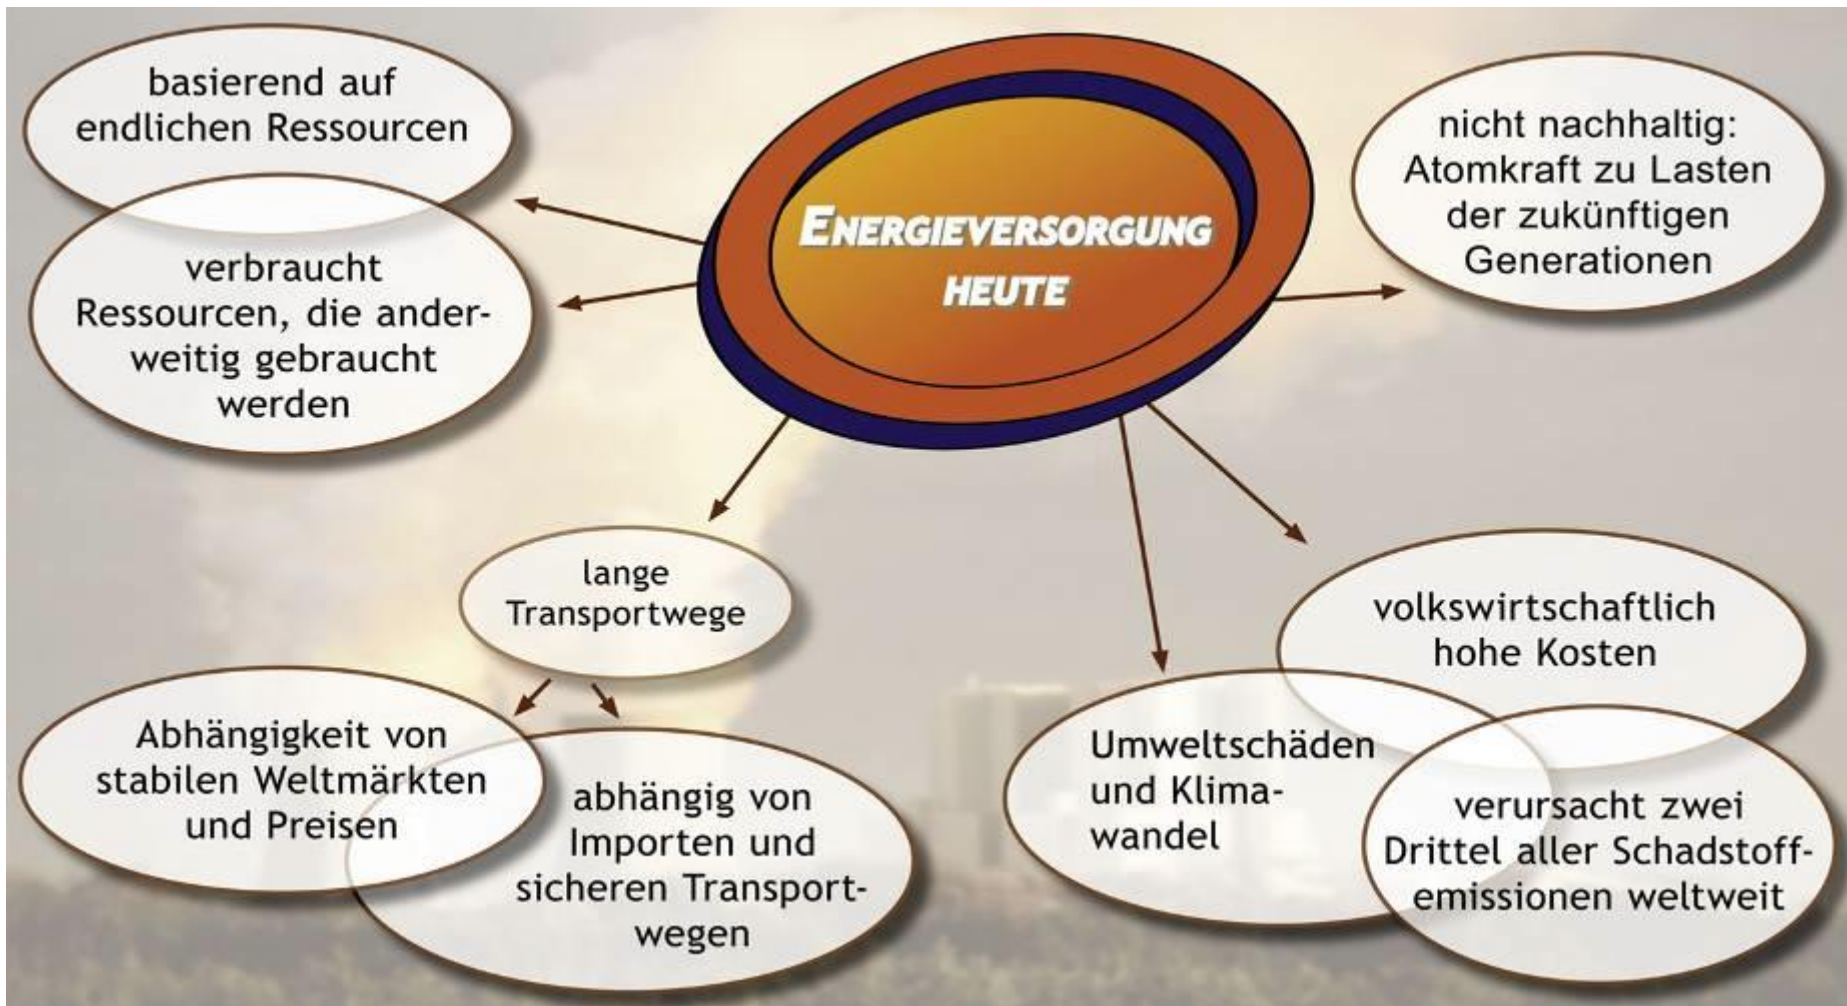 ENERGIEVERSORGUNG
HEUTE
basierend auf
endlichen Ressourcen
verbraucht
Ressourcen, die ander-
weitig gebraucht
werden
nicht nachhaltig:
Atomkraft zu Lasten
der zukünftigen
Generationen
lange
Transportwege
Abhängigkeit von
stabilen Weltmärkten
und Preisen
abhängig von
Importen und
sicheren Transport-
wegen
volkswirtschaftlich
hohe Kosten
Umweltschäden
und Klima-
wandel
verursacht zwei
Drittel aller Schadstoff-
emissionen weltweit